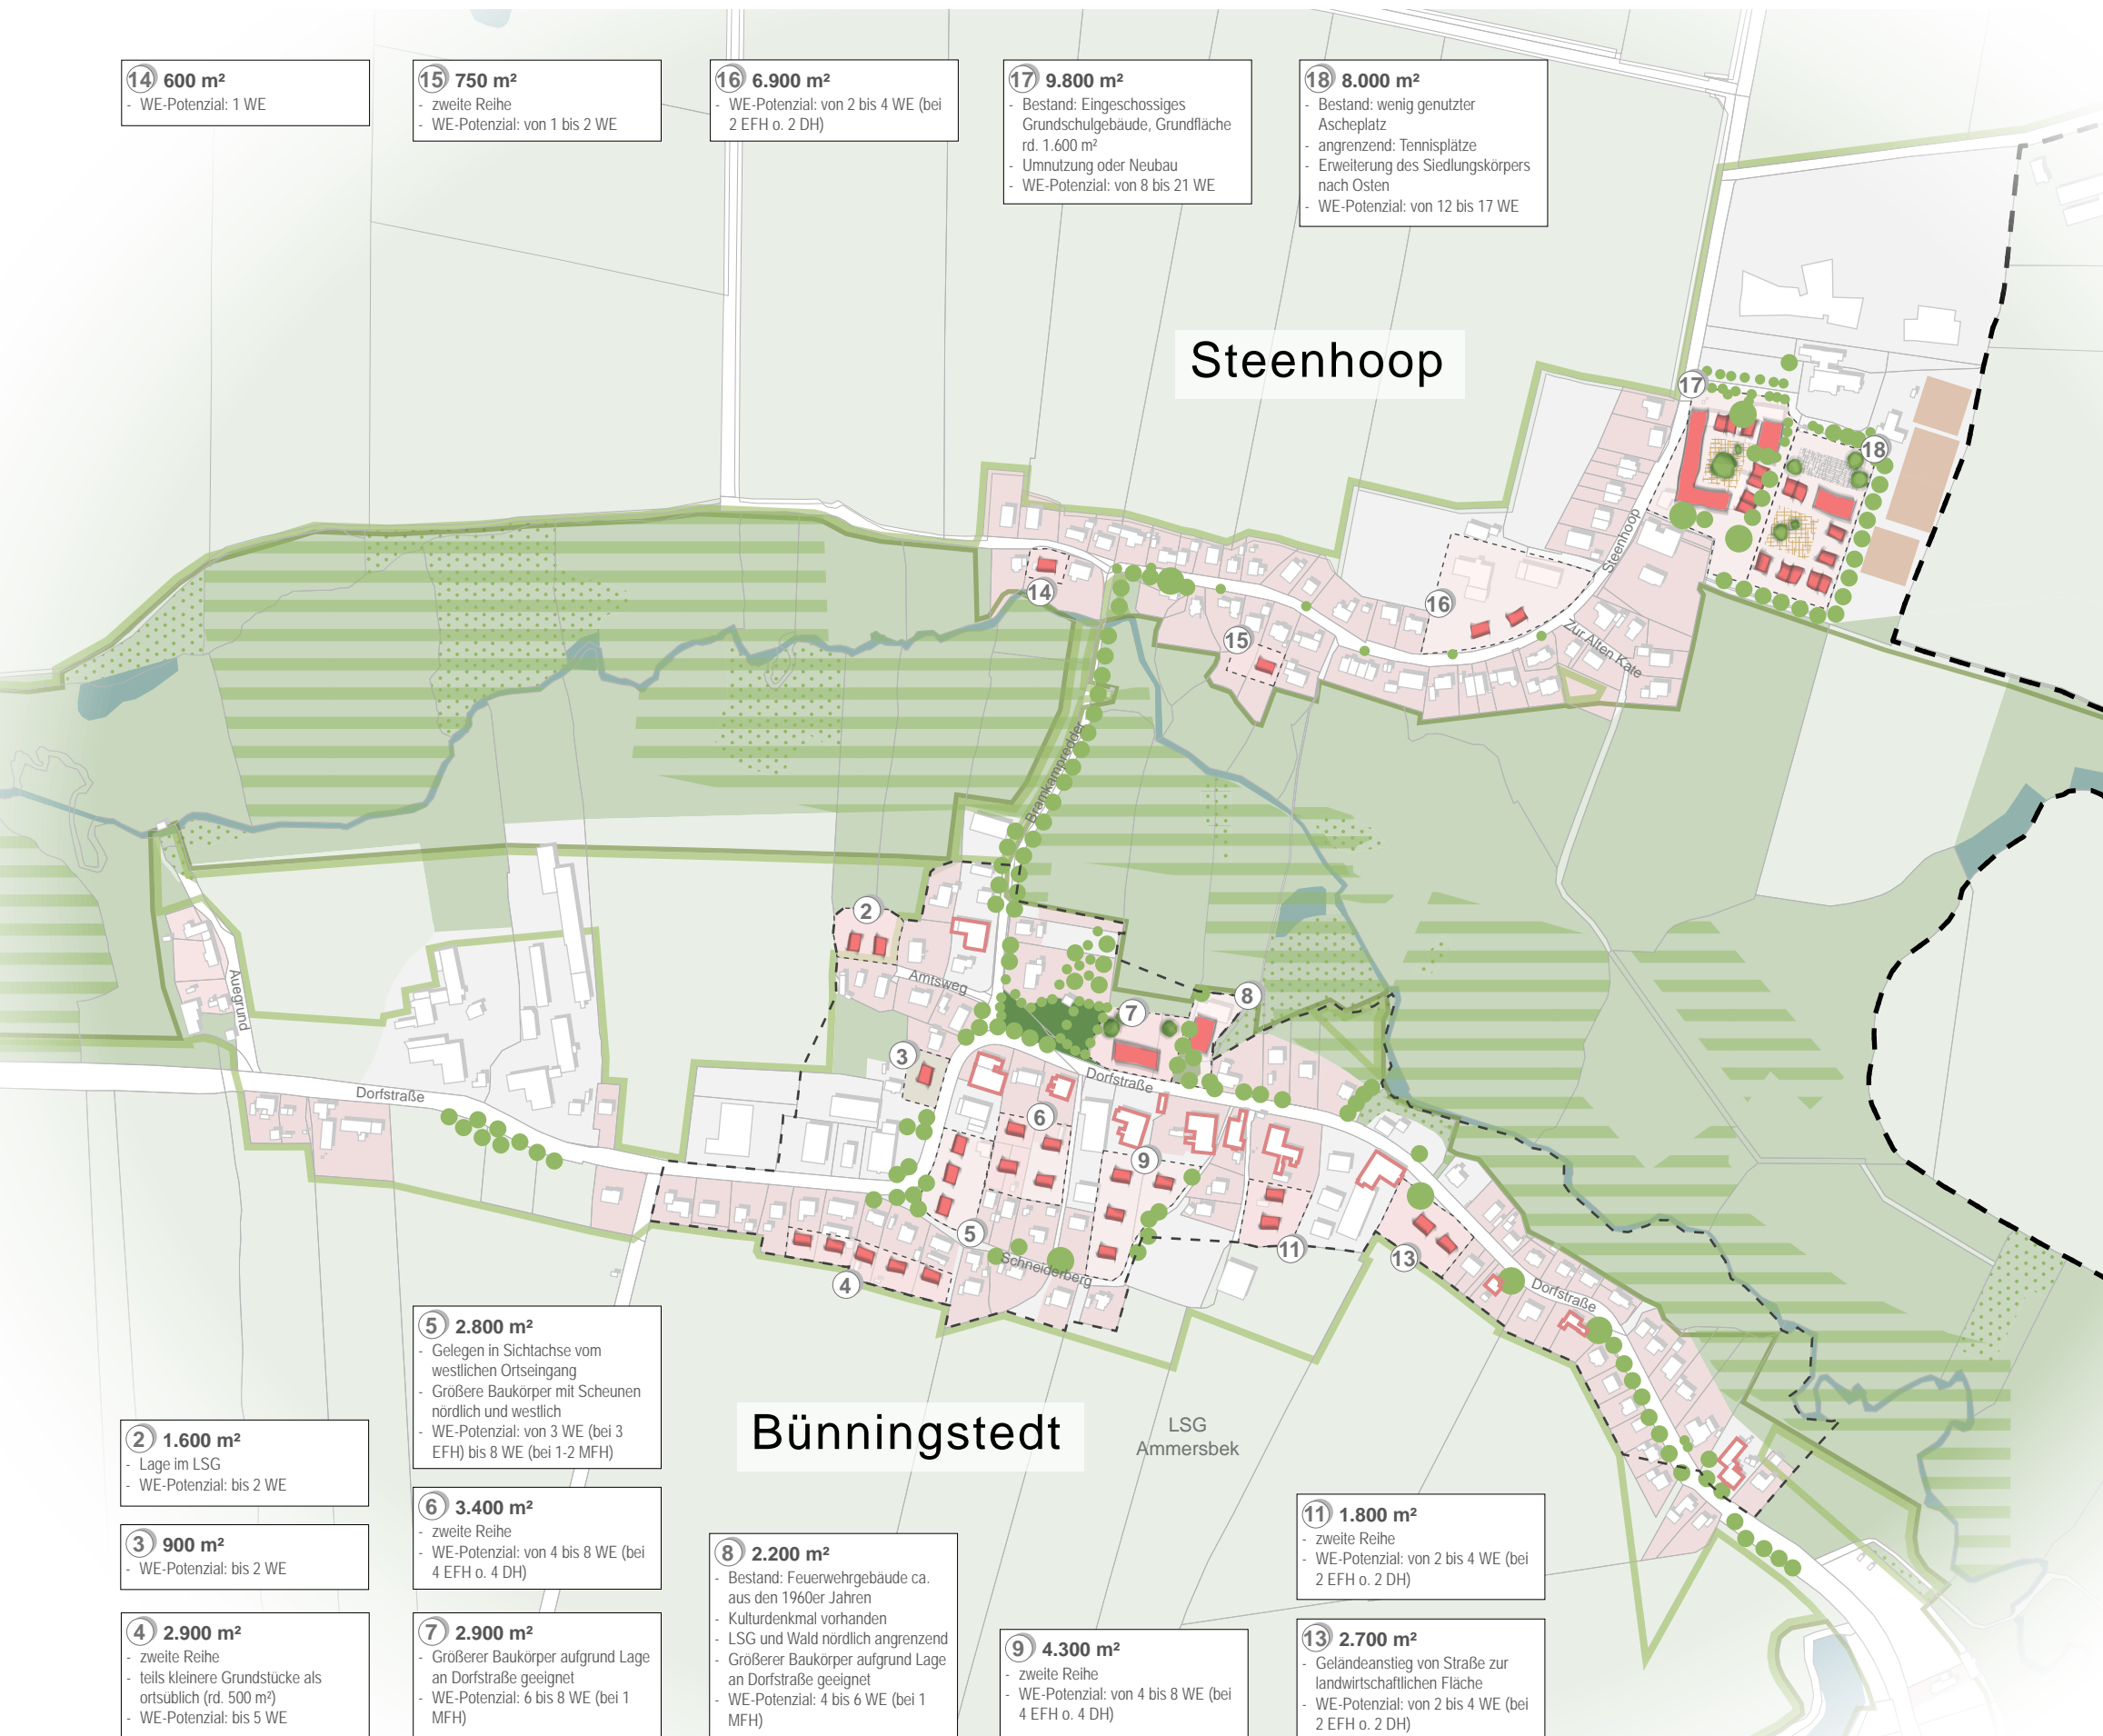 14 600 m²
- WE-Potenzial: 1 WE
15 750 m²
- zweite Reihe
- WE-Potenzial: von 1 bis 2 WE
16 6.900 m²
- WE-Potenzial: von 2 bis 4 WE (bei
2 EFH o. 2 DH)
17 9.800 m²
- Bestand: Eingeschossiges
Grundschulgebäude, Grundfläche
rd. 1.600 m²
- Umnutzung oder Neubau
- WE-Potenzial: von 8 bis 21 WE
18 8.000 m²
- Bestand: wenig genutzter
Ascheplatz
- angrenzend: Tennisplätze
- Erweiterung des Siedlungskörpers
nach Osten
- WE-Potenzial: von 12 bis 17 WE
Steenhoop
17
18
Steenhoop
14
16
15
Zur Alten Kate
Bramkampredder
2
Amtsweg
Auegrund
8
7
3
Dorfstraße
Dorfstraße
6
9
5
11
13
Schneiderberg
4
Dorfstraße
Bünningstedt
LSG
Ammersbek
2 1.600 m²
- Lage im LSG
- WE-Potenzial: bis 2 WE
3 900 m²
- WE-Potenzial: bis 2 WE
4 2.900 m²
- zweite Reihe
- teils kleinere Grundstücke als
ortsüblich (rd. 500 m²)
- WE-Potenzial: bis 5 WE
5 2.800 m²
- Gelegen in Sichtachse vom
westlichen Ortseingang
- Größere Baukörper mit Scheunen
nördlich und westlich
- WE-Potenzial: von 3 WE (bei 3
EFH) bis 8 WE (bei 1-2 MFH)
6 3.400 m²
- zweite Reihe
- WE-Potenzial: von 4 bis 8 WE (bei
4 EFH o. 4 DH)
7 2.900 m²
- Größerer Baukörper aufgrund Lage
an Dorfstraße geeignet
- WE-Potenzial: 6 bis 8 WE (bei 1
MFH)
8 2.200 m²
- Bestand: Feuerwehrgebäude ca.
aus den 1960er Jahren
- Kulturdenkmal vorhanden
- LSG und Wald nördlich angrenzend
- Größerer Baukörper aufgrund Lage
an Dorfstraße geeignet
- WE-Potenzial: 4 bis 6 WE (bei 1
MFH)
9 4.300 m²
- zweite Reihe
- WE-Potenzial: von 4 bis 8 WE (bei
4 EFH o. 4 DH)
11 1.800 m²
- zweite Reihe
- WE-Potenzial: von 2 bis 4 WE (bei
2 EFH o. 2 DH)
13 2.700 m²
- Geländeanstieg von Straße zur
landwirtschaftlichen Fläche
- WE-Potenzial: von 2 bis 4 WE (bei
2 EFH o. 2 DH)